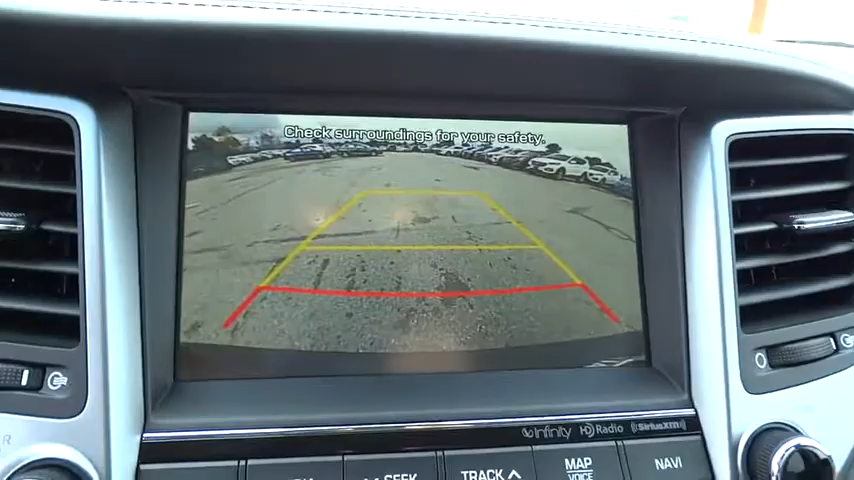 Check surroundings for your safety.
Infinity HD Radio ((SiriusXM))
SEEK TRACK MAP NAVI
VOICE